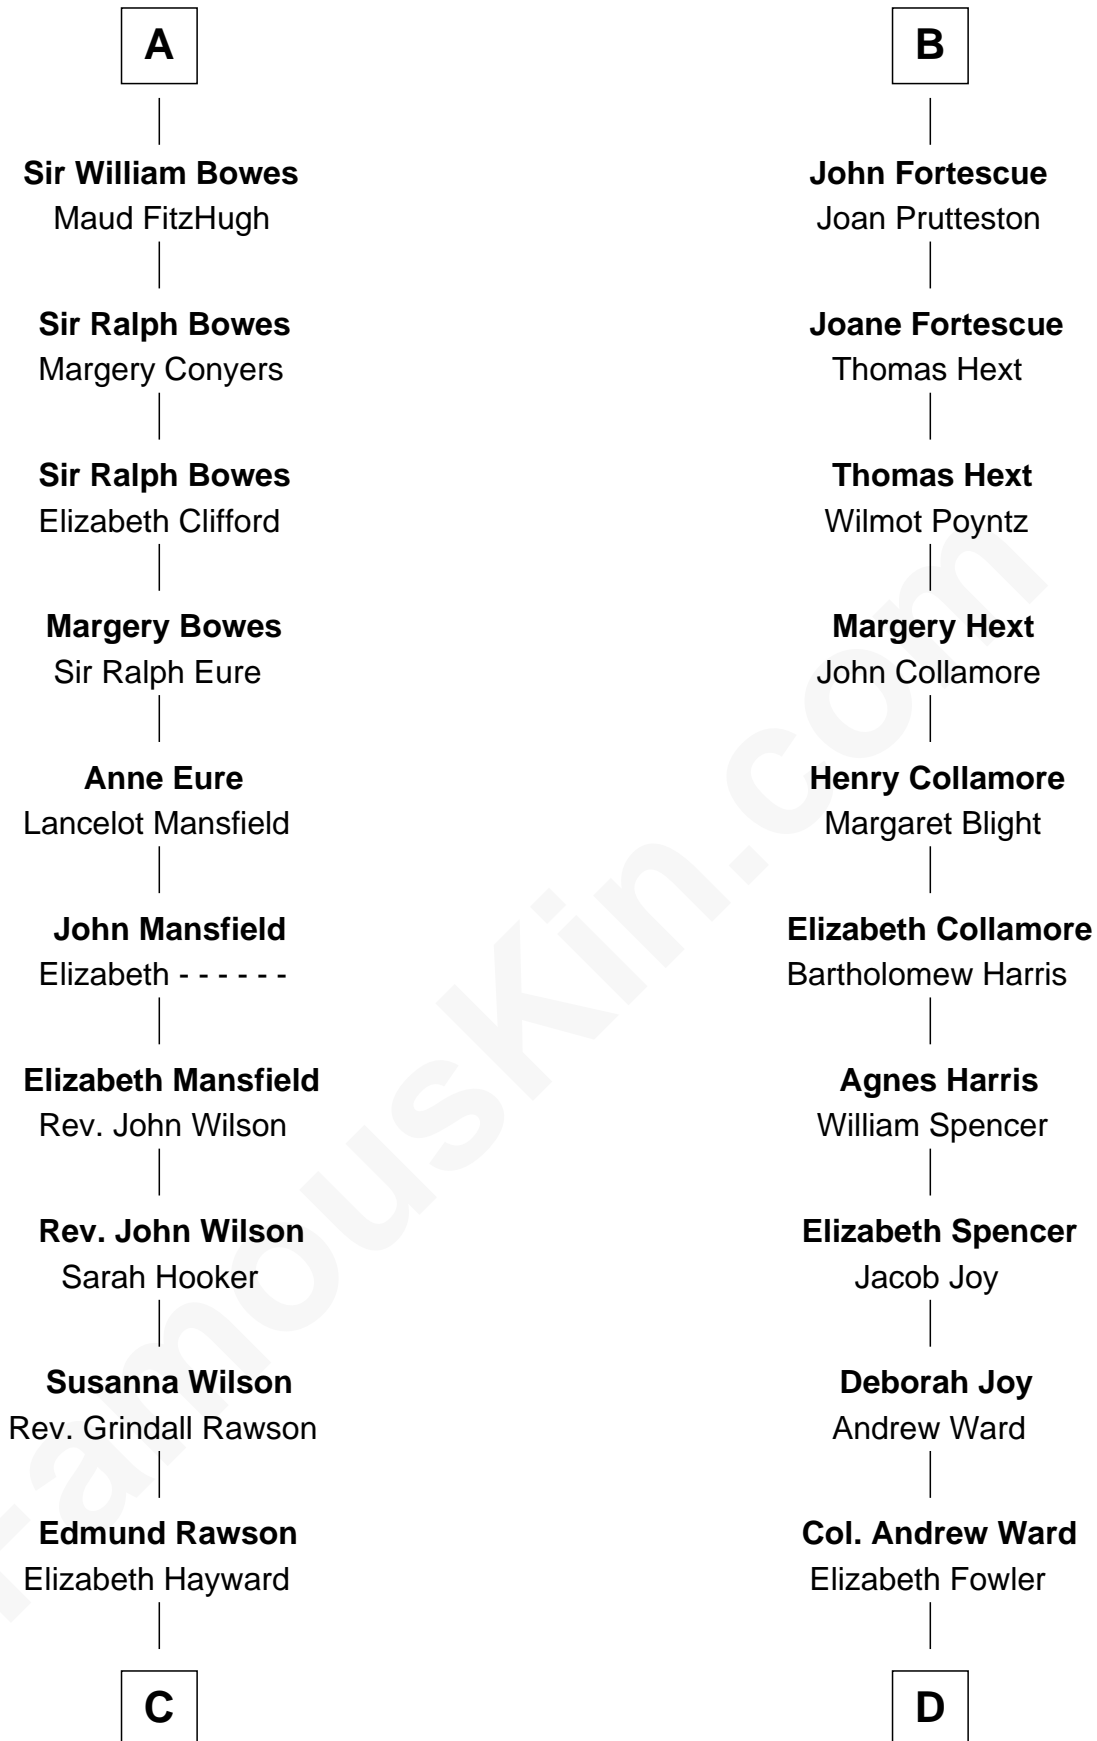 A
Sir William Bowes
Maud FitzHugh
Sir Ralph Bowes
Margery Conyers
Sir Ralph Bowes
Elizabeth Clifford
Margery Bowes
Sir Ralph Eure
Anne Eure
Lancelot Mansfield
John Mansfield
Elizabeth - - - - - -
Elizabeth Mansfield
Rev. John Wilson
Rev. John Wilson
Sarah Hooker
Susanna Wilson
Rev. Grindall Rawson
Edmund Rawson
Elizabeth Hayward
C
B
John Fortescue
Joan Prutteston
Joane Fortescue
Thomas Hext
Thomas Hext
Wilmot Poyntz
Margery Hext
John Collamore
Henry Collamore
Margaret Blight
Elizabeth Collamore
Bartholomew Harris
Agnes Harris
William Spencer
Elizabeth Spencer
Jacob Joy
Deborah Joy
Andrew Ward
Col. Andrew Ward
Elizabeth Fowler
D
FamousKin.com